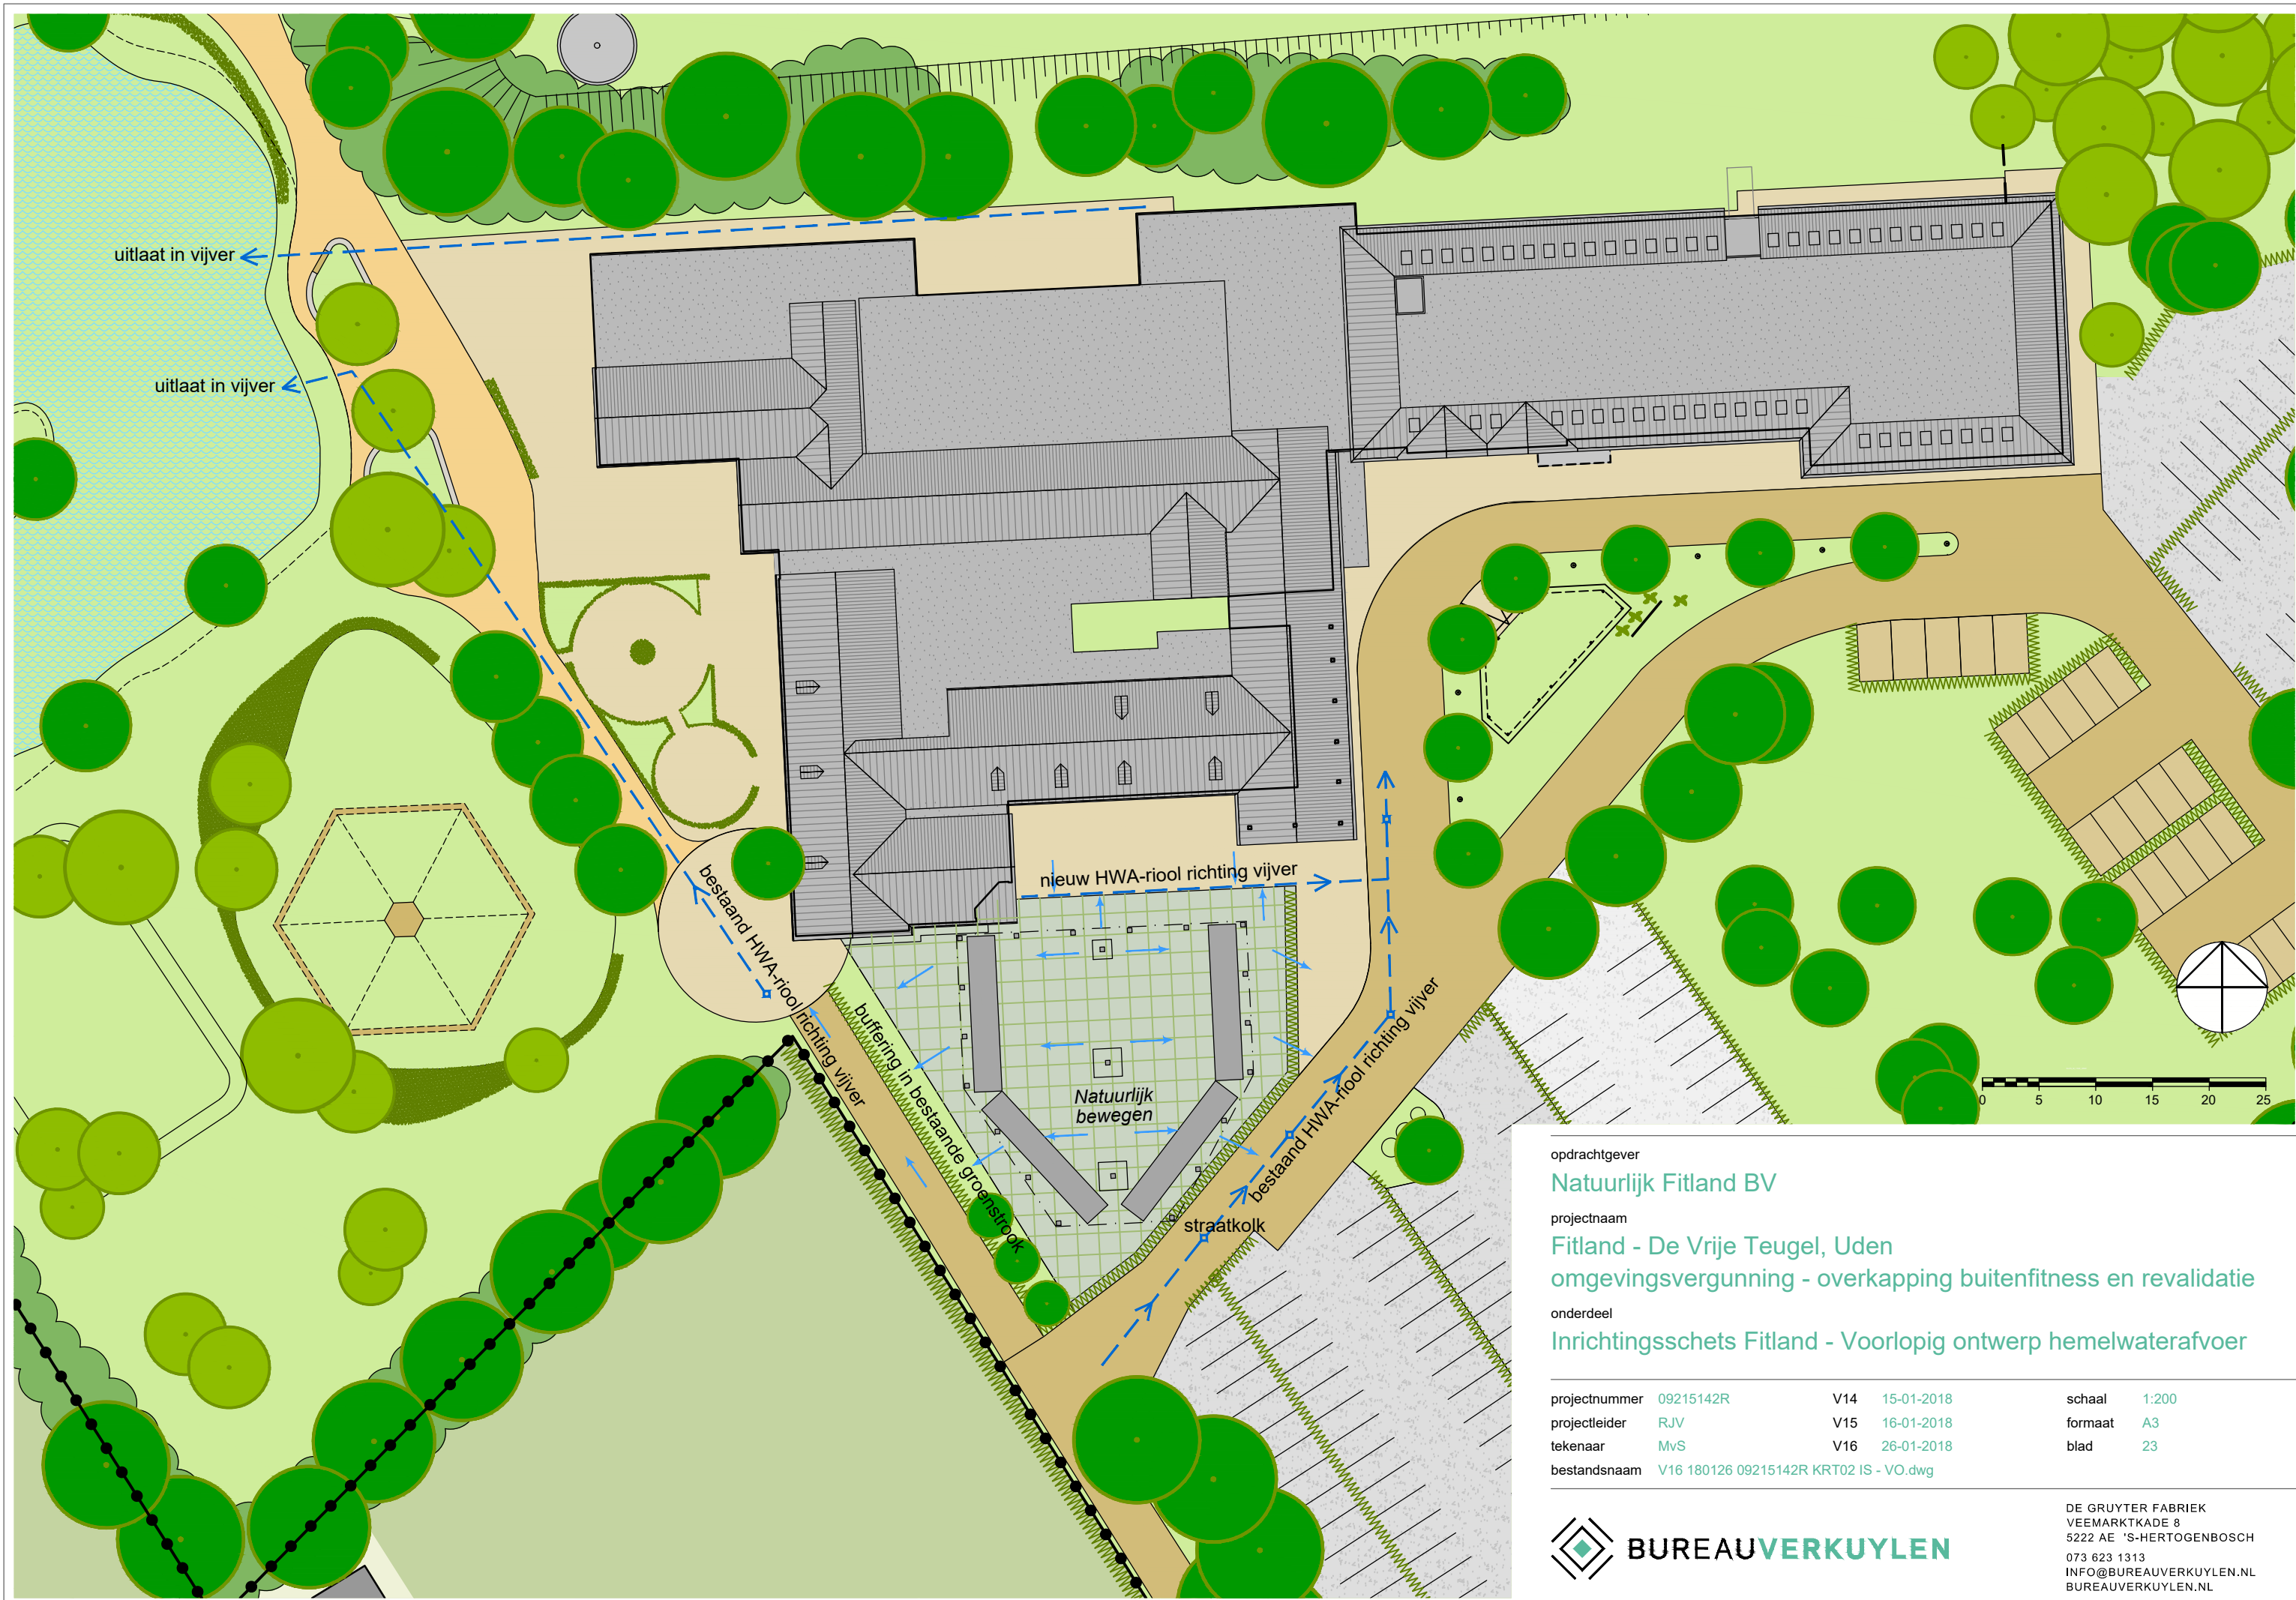 uitlaat in vijver
uitlaat in vijver
bestaand HWA-riool richting vijver
nieuw HWA-riool richting vijver
buffering in bestaande groenstrook
Natuurlijk
bewegen
bestaand HWA-riool richting vijver
straatkolk
0 5 10 15 20 25
opdrachtgever
Natuurlijk Fitland BV
projectnaam
Fitland - De Vrije Teugel, Uden
omgevingsvergunning - overkapping buitenfitness en revalidatie
onderdeel
Inrichtingsschets Fitland - Voorlopig ontwerp hemelwaterafvoer
projectnummer 09215142R V14 15-01-2018 schaal 1:200
projectleider RJV V15 16-01-2018 formaat A3
tekenaar MvS V16 26-01-2018 blad 23
bestandsnaam V16 180126 09215142R KRT02 IS - VO.dwg
BUREAUVERKUYLEN
DE GRUYTER FABRIEK
VEEMARKTKADE 8
5222 AE 'S-HERTOGENBOSCH
073 623 1313
INFO@BUREAUVERKUYLEN.NL
BUREAUVERKUYLEN.NL